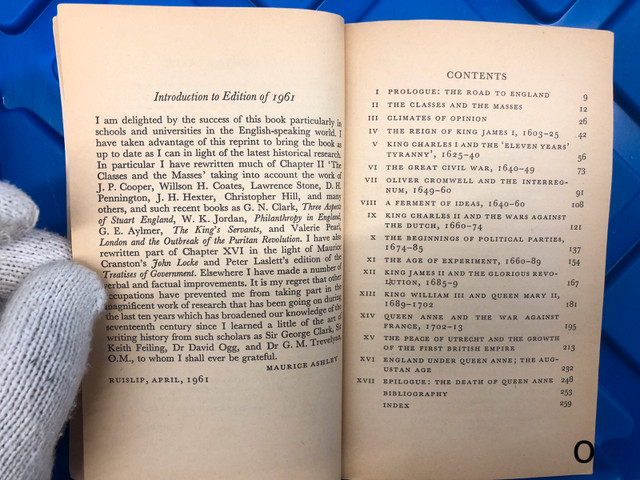 Introduction to Edition of 1961
I am delighted by the success of this book particularly in
schools and universities in the English-speaking world. I
have taken advantage of this reprint to bring the book as
up to date as I can in light of the latest historical research.
In particular I have rewritten much of Chapter II 'The
Classes and the Masses' taking into account the work of
J. P. Cooper, Willson H. Coates, Lawrence Stone, D. H.
Pennington, J. H. Hexter, Christopher Hill, and many
others, and such recent books as G. N. Clark, Three Aspects
of Stuart England, W. K. Jordan, Philanthropy in England,
G. E. Aylmer, The King's Servants, and Valerie Pearl,
London and the Outbreak of the Puritan Revolution. I have also
rewritten part of Chapter XVI in the light of Maurice
Cranston's John Locke and Peter Laslett's edition of the
Treatises of Government. Elsewhere I have made a number of
verbal and factual improvements. It is my regret that other
occupations have prevented me from taking part in the
magnificent work of research that has been going on during
the last ten years which has broadened our knowledge of the
seventeenth century since I learned a little of the art of
writing history from such scholars as Sir George Clark, Sir
Keith Feiling, Dr David Ogg, and Dr G. M. Trevelyan,
O.M., to whom I shall ever be grateful.
MAURICE ASHLEY
RUISLIP, APRIL, 1961
CONTENTS
I PROLOGUE: THE ROAD TO ENGLAND 9
II THE CLASSES AND THE MASSES 12
III CLIMATES OF OPINION 26
IV THE REIGN OF KING JAMES I, 1603-25 42
V KING CHARLES I AND THE 'ELEVEN YEARS'
TYRANNY', 1625-40 56
VI THE GREAT CIVIL WAR, 1640-49 73
VII OLIVER CROMWELL AND THE INTERREG-
NUM, 1649-60 91
VIII A FERMENT OF IDEAS, 1640-60 108
IX KING CHARLES II AND THE WARS AGAINST
THE DUTCH, 1660-74 121
X THE BEGINNINGS OF POLITICAL PARTIES,
1674-85 137
XI THE AGE OF EXPERIMENT, 1660-89 154
XII KING JAMES II AND THE GLORIOUS REVO-
LUTION, 1685-9 167
XIII KING WILLIAM III AND QUEEN MARY II,
1689-1702 181
XIV QUEEN ANNE AND THE WAR AGAINST
FRANCE, 1702-13 195
XV THE PEACE OF UTRECHT AND THE GROWTH
OF THE FIRST BRITISH EMPIRE 213
XVI ENGLAND UNDER QUEEN ANNE; THE AUG-
USTAN AGE 232
XVII EPILOGUE: THE DEATH OF QUEEN ANNE 248
BIBLIOGRAPHY 253
INDEX 259
O